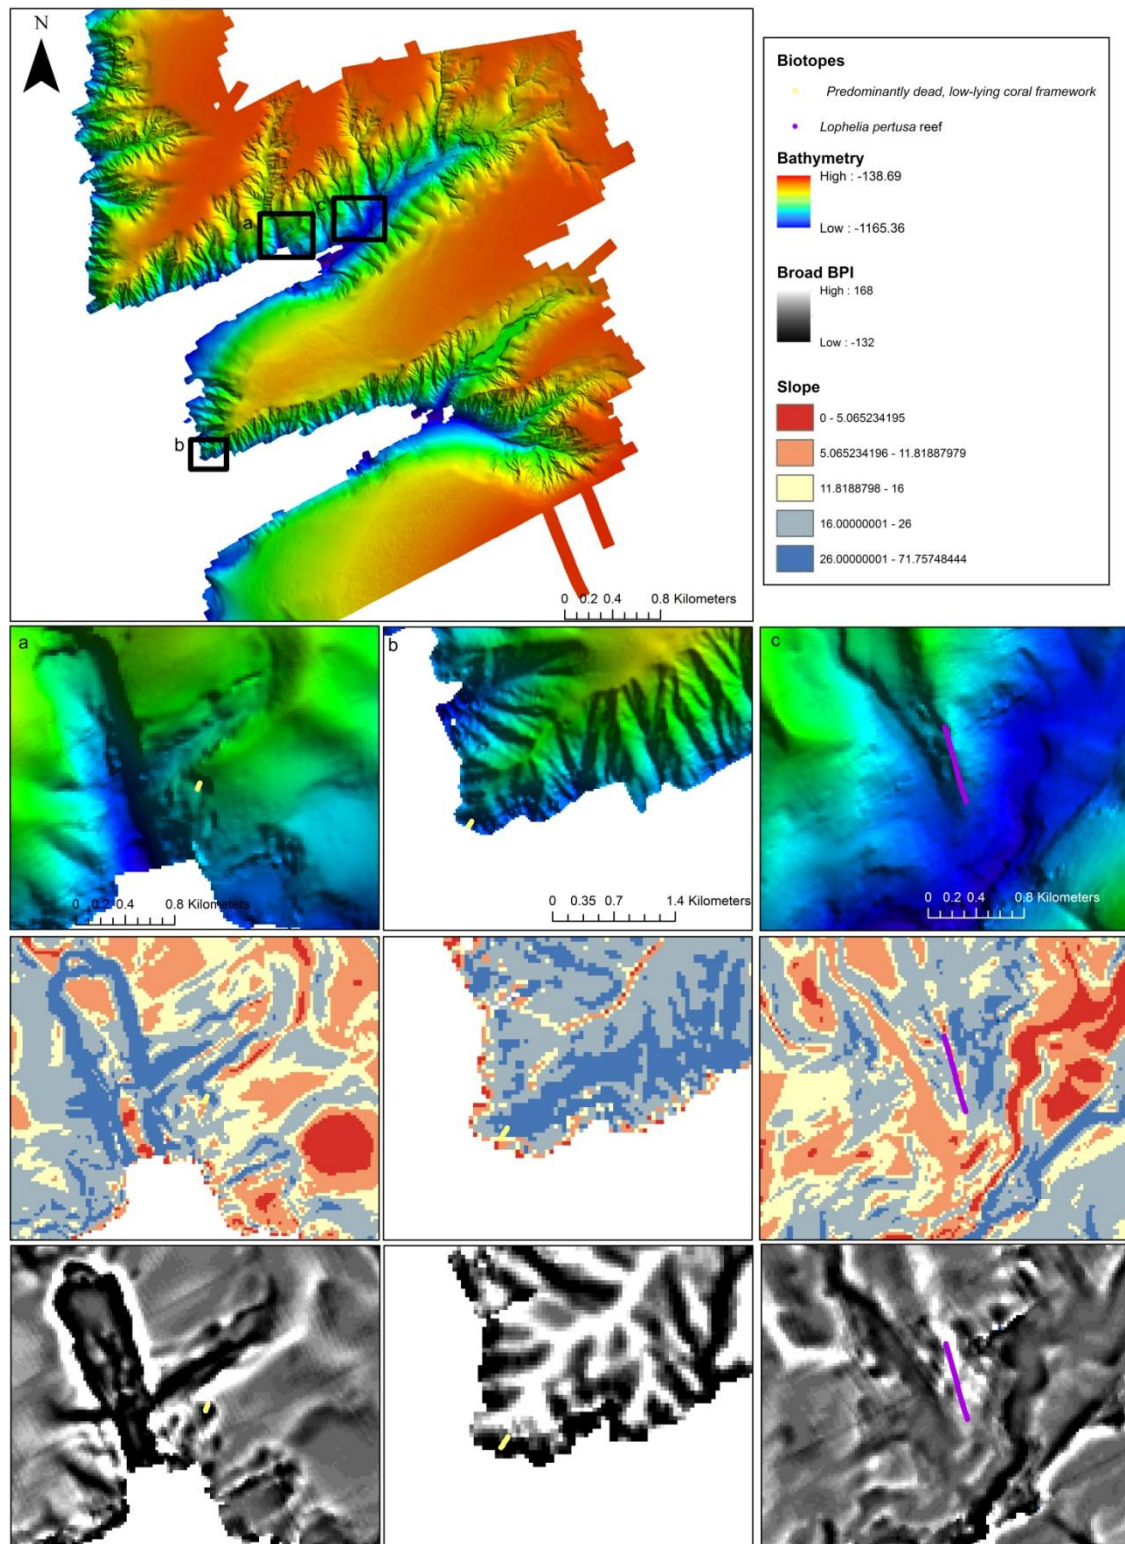 N
a
c
b
0 0.2 0.4 0.8 Kilometers
Biotopes
Predominantly dead, low-lying coral framework
Lophelia pertusa reef
Bathymetry
High : -138.69
Low : -1165.36
Broad BPI
High : 168
Low : -132
Slope
0 - 5.065234195
5.065234196 - 11.81887979
11.8188798 - 16
16.00000001 - 26
26.00000001 - 71.75748444
a
0 0.2 0.4 0.8 Kilometers
b
0 0.35 0.7 1.4 Kilometers
c
0 0.2 0.4 0.8 Kilometers